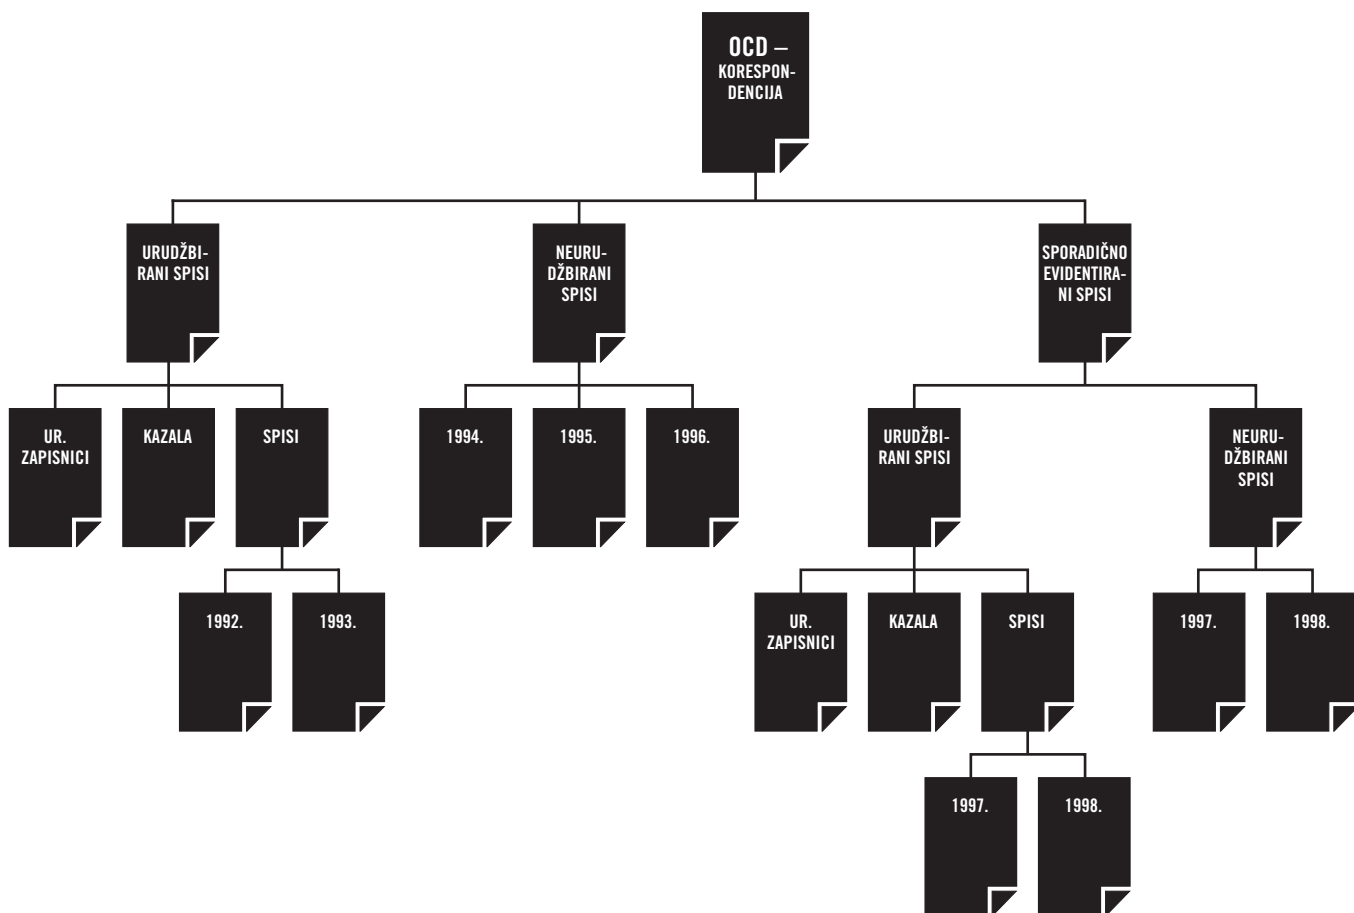 OCD –
KORESPON-
DENCIJA
URUDŽBI-
RANI SPISI
NEURU-
DŽBIRANI
SPISI
SPORADIČNO
EVIDENTIRA-
NI SPISI
UR.
ZAPISNICI
KAZALA
SPISI
1994.
1995.
1996.
URUDŽBI-
RANI SPISI
NEURU-
DŽBIRANI
SPISI
1992.
1993.
UR.
ZAPISNICI
KAZALA
SPISI
1997.
1998.
1997.
1998.